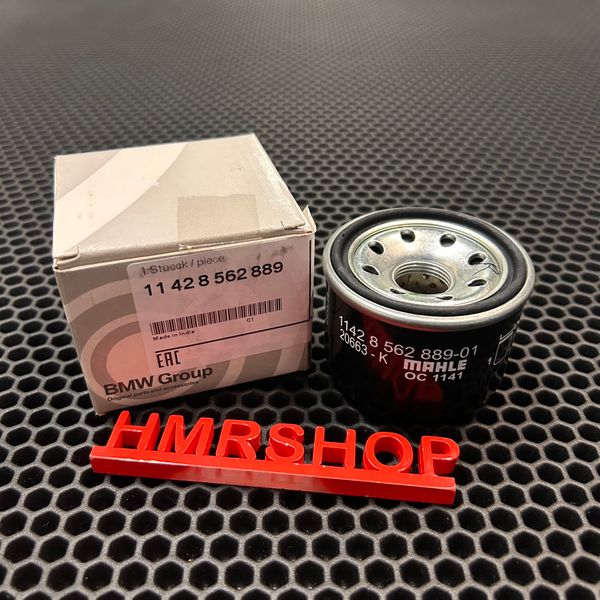 1 Stueck / piece
11 42 8 562 889
01
Made in India
EAC
BMW Group
Original parts and accessories
1142 8 562 889-01
20663-K
MAHLE
OC 1141
1
HMRSHOP